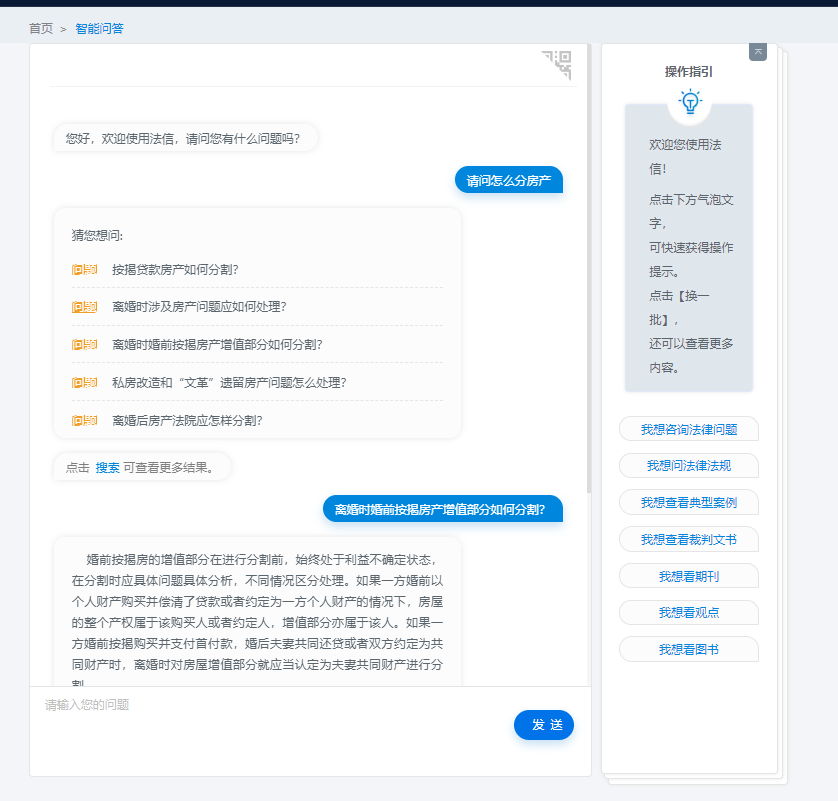 首页 > 智能问答
您好，欢迎使用法信，请问您有什么问题吗？
请问怎么分房产
猜您想问:
问题 按揭贷款房产如何分割？
问题 离婚时涉及房产问题应如何处理？
问题 离婚时婚前按揭房产增值部分如何分割？
问题 私房改造和“文革”遗留房产问题怎么处理？
问题 离婚后房产法院应怎样分割？
点击 搜索 可查看更多结果。
离婚时婚前按揭房产增值部分如何分割？
婚前按揭房的增值部分在进行分割前，始终处于利益不确定状态，
在分割时应具体问题具体分析，不同情况区分处理。如果一方婚前以
个人财产购买并偿清了贷款或者约定为一方个人财产的情况下，房屋
的整个产权属于该购买人或者约定人，增值部分亦属于该人。如果一
方婚前按揭购买并支付首付款，婚后夫妻共同还贷或者双方约定为共
同财产时，离婚时对房屋增值部分就应当认定为夫妻共同财产进行分
割
请输入您的问题
发 送
操作指引
欢迎您使用法
信！
点击下方气泡文
字，
可快速获得操作
提示。
点击【换一
批】，
还可以查看更多
内容。
我想咨询法律问题
我想问法律法规
我想查看典型案例
我想查看裁判文书
我想看期刊
我想看观点
我想看图书